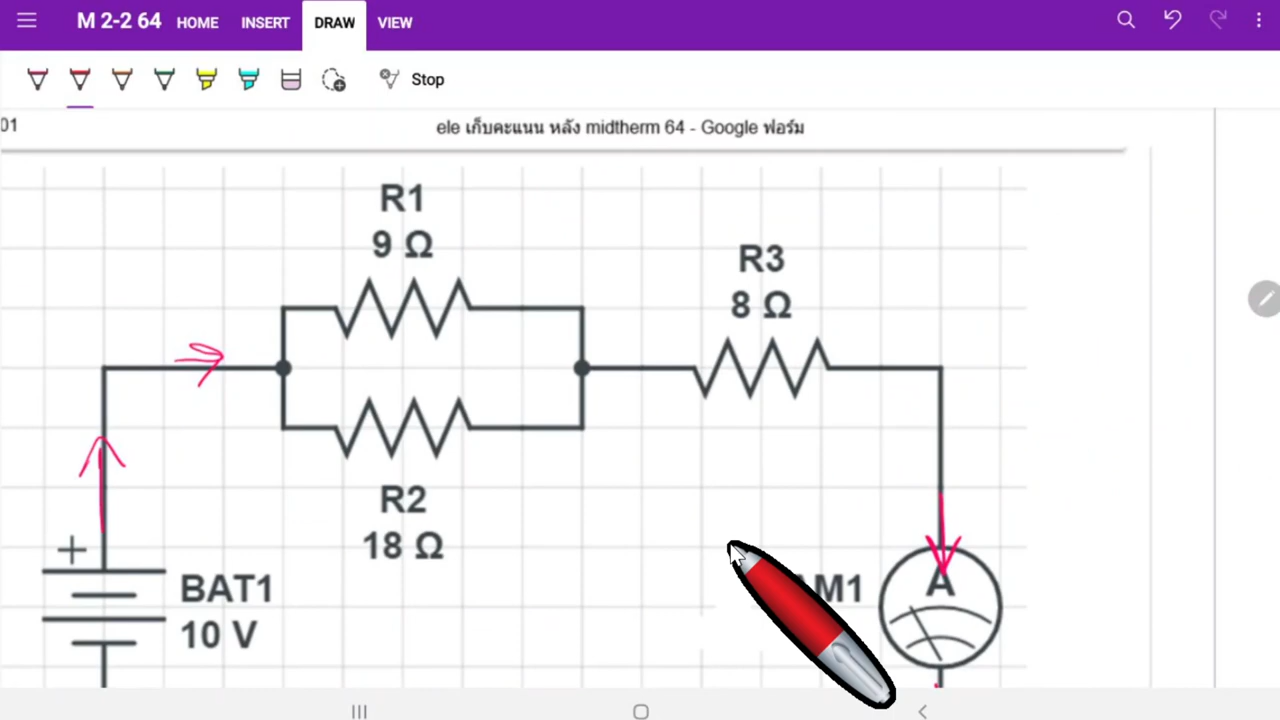 M 2-2 64 HOME INSERT DRAW VIEW
Stop
01
ele เก็บคะแนน หลัง midtherm 64 - Google ฟอร์ม
R1
9 Ω
R3
8 Ω
R2
18 Ω
+
BAT1
10 V
M1
A